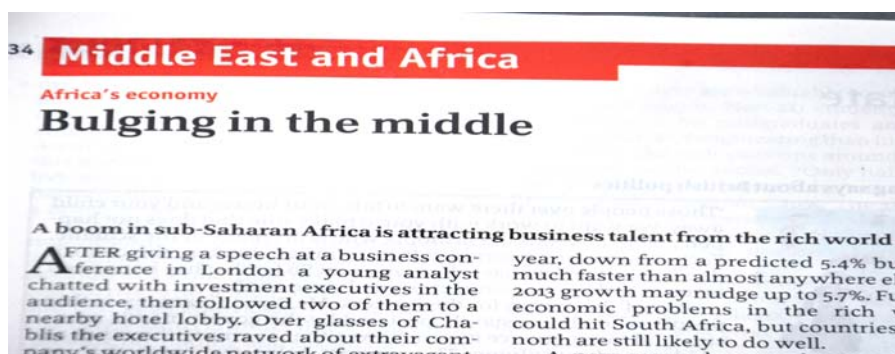 34
Middle East and Africa
Africa's economy
Bulging in the middle
A boom in sub-Saharan Africa is attracting business talent from the rich world
AFTER giving a speech at a business con-
ference in London a young analyst
chatted with investment executives in the
audience, then followed two of them to a
nearby hotel lobby. Over glasses of Cha-
blis the executives raved about their com-
pany's worldwide network of extravagant
year, down from a predicted 5.4% bu
much faster than almost anywhere el
2013 growth may nudge up to 5.7%. F
economic problems in the rich w
could hit South Africa, but countries
north are still likely to do well.